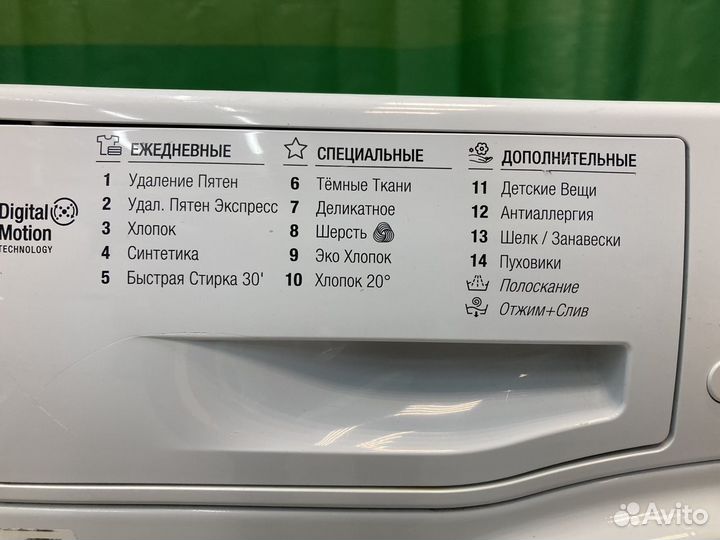 Digital
Motion
TECHNOLOGY
ЕЖЕДНЕВНЫЕ
1 Удаление Пятен
2 Удал. Пятен Экспресс
3 Хлопок
4 Синтетика
5 Быстрая Стирка 30'
СПЕЦИАЛЬНЫЕ
6 Тёмные Ткани
7 Деликатное
8 Шерсть
9 Эко Хлопок
10 Хлопок 20°
ДОПОЛНИТЕЛЬНЫЕ
11 Детские Вещи
12 Антиаллергия
13 Шелк / Занавески
14 Пуховики
Полоскание
Отжим+Слив
Avito